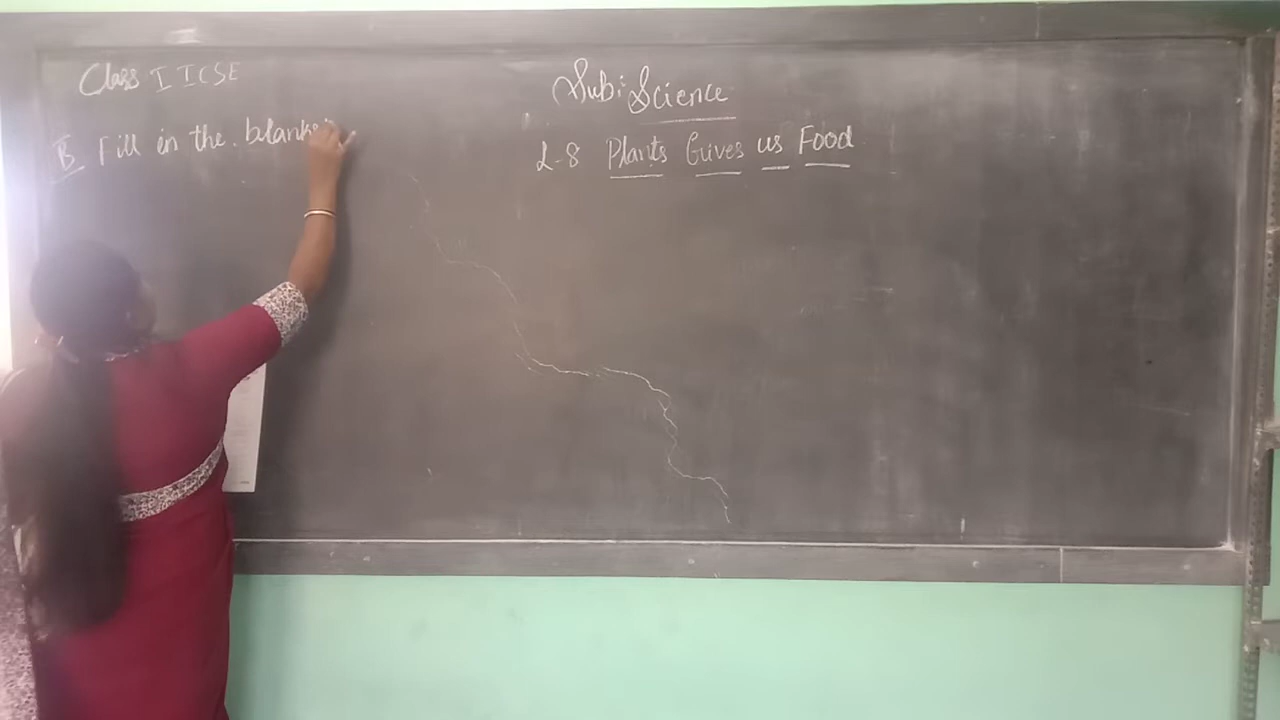 Class I ICSE
Sub: Science
L-8 Plants Gives us Food
B Fill in the blanks